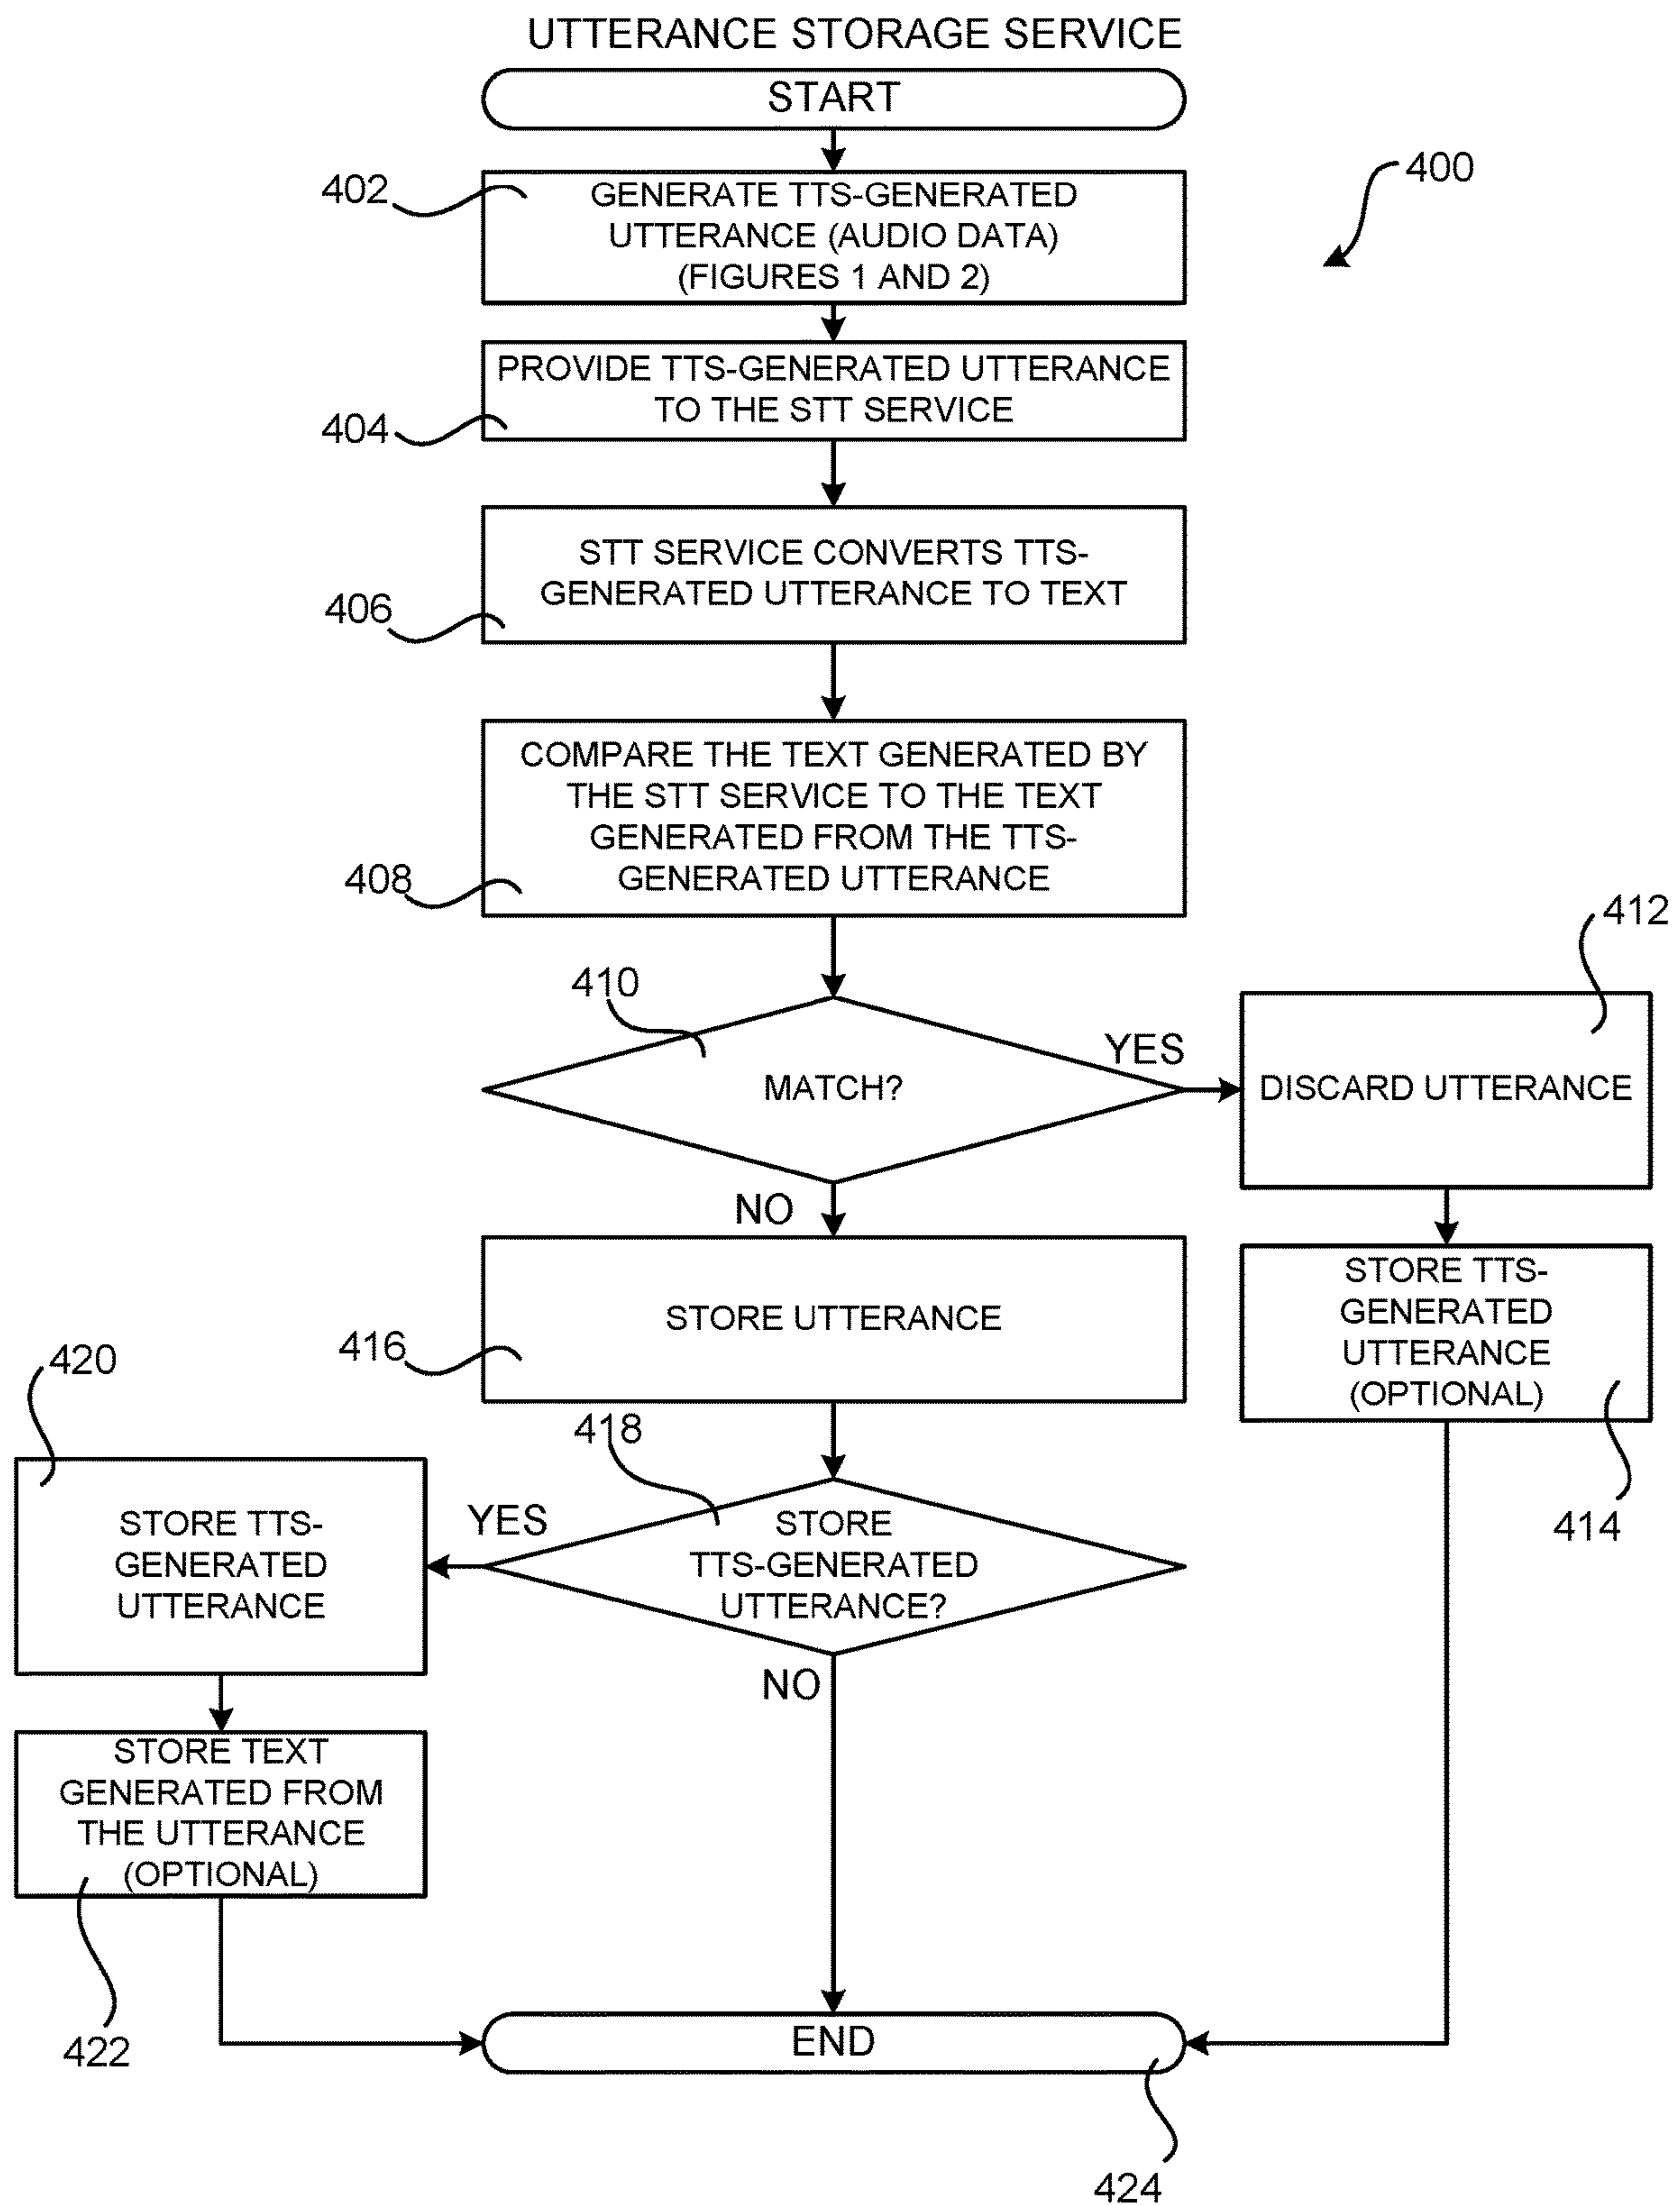 UTTERANCE STORAGE SERVICE
START
400
402
GENERATE TTS-GENERATED
UTTERANCE (AUDIO DATA)
(FIGURES 1 AND 2)
PROVIDE TTS-GENERATED UTTERANCE
TO THE STT SERVICE
404
STT SERVICE CONVERTS TTS-
GENERATED UTTERANCE TO TEXT
406
COMPARE THE TEXT GENERATED BY
THE STT SERVICE TO THE TEXT
GENERATED FROM THE TTS-
GENERATED UTTERANCE
408
412
410
YES
MATCH?
DISCARD UTTERANCE
NO
STORE UTTERANCE
416
STORE TTS-
GENERATED
UTTERANCE
(OPTIONAL)
414
420
418
YES
STORE
TTS-GENERATED
UTTERANCE?
STORE TTS-
GENERATED
UTTERANCE
NO
STORE TEXT
GENERATED FROM
THE UTTERANCE
(OPTIONAL)
422
END
424